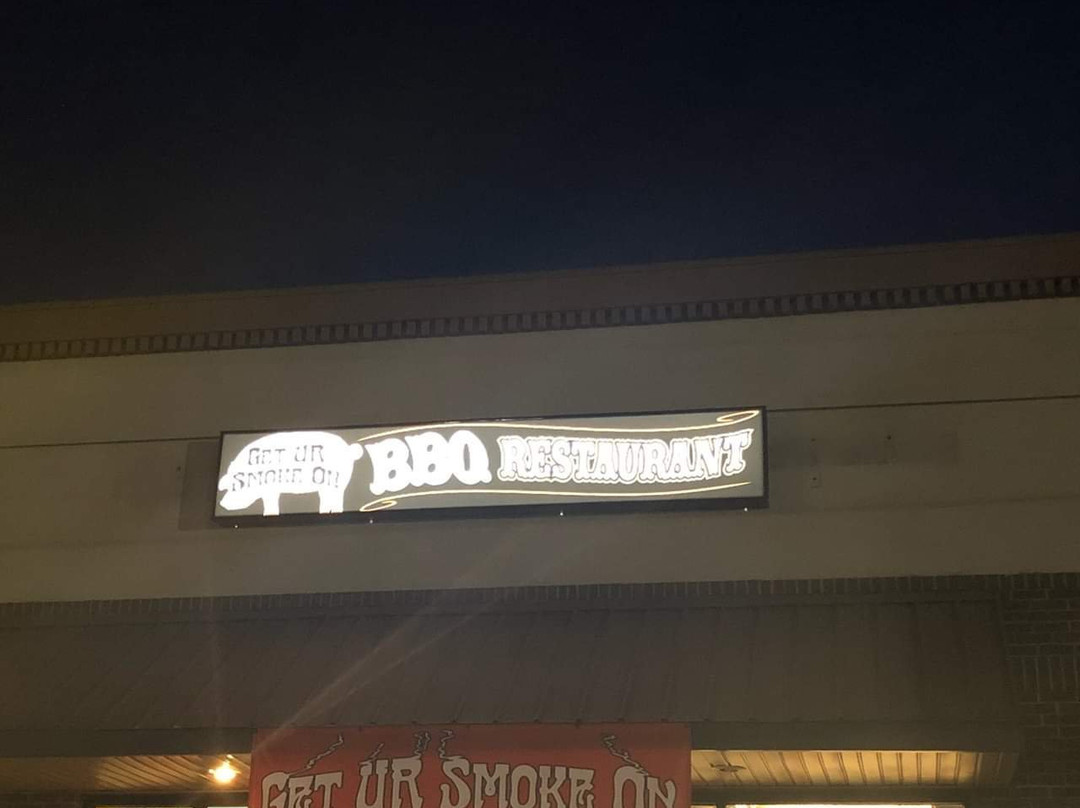 GET UR
SMOKE ON
BBQ RESTAURANT
GET UR SMOKE ON